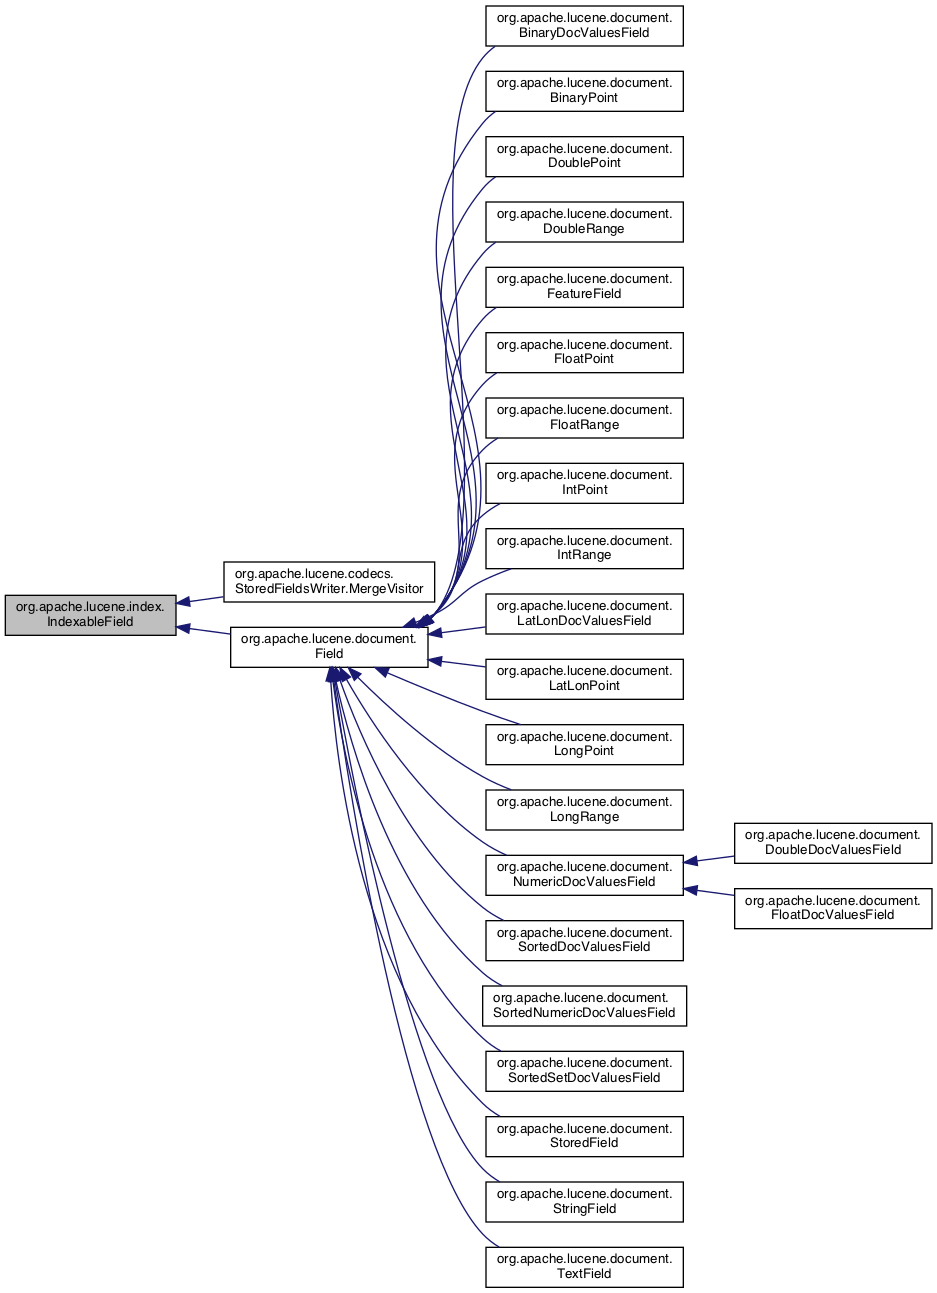 org.apache.lucene.index.
IndexableField
org.apache.lucene.codecs.
StoredFieldsWriter.MergeVisitor
org.apache.lucene.document.
Field
org.apache.lucene.document.
BinaryDocValuesField
org.apache.lucene.document.
BinaryPoint
org.apache.lucene.document.
DoublePoint
org.apache.lucene.document.
DoubleRange
org.apache.lucene.document.
FeatureField
org.apache.lucene.document.
FloatPoint
org.apache.lucene.document.
FloatRange
org.apache.lucene.document.
IntPoint
org.apache.lucene.document.
IntRange
org.apache.lucene.document.
LatLonDocValuesField
org.apache.lucene.document.
LatLonPoint
org.apache.lucene.document.
LongPoint
org.apache.lucene.document.
LongRange
org.apache.lucene.document.
NumericDocValuesField
org.apache.lucene.document.
SortedDocValuesField
org.apache.lucene.document.
SortedNumericDocValuesField
org.apache.lucene.document.
SortedSetDocValuesField
org.apache.lucene.document.
StoredField
org.apache.lucene.document.
StringField
org.apache.lucene.document.
TextField
org.apache.lucene.document.
DoubleDocValuesField
org.apache.lucene.document.
FloatDocValuesField